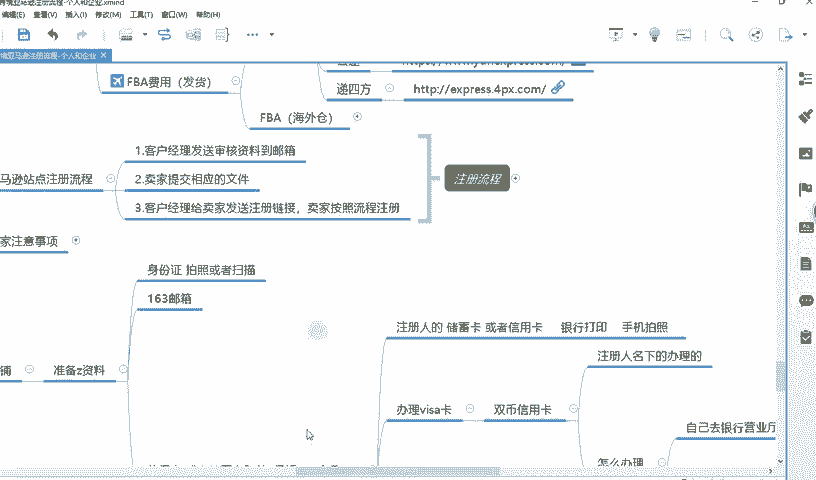 亚马逊注册流程-个人和企业.xmind
编辑(E) 查看(V) 插入(I) 修改(M) 工具(T) 窗口(W) 帮助(H)
亚马逊注册流程-个人和企业
FBA费用（发货）
递四方
http://express.4px.com/
FBA（海外仓）
马逊站点注册流程
1.客户经理发送审核资料到邮箱
2.卖家提交相应的文件
3.客户经理给卖家发送注册链接，卖家按照流程注册
注册流程
家注意事项
身份证 拍照或者扫描
163邮箱
铺
准备z资料
注册人的 储蓄卡 或者信用卡 银行打印 手机拍照
注册人名下的办理的
办理visa卡
双币信用卡
自己去银行营业厅
怎么办理